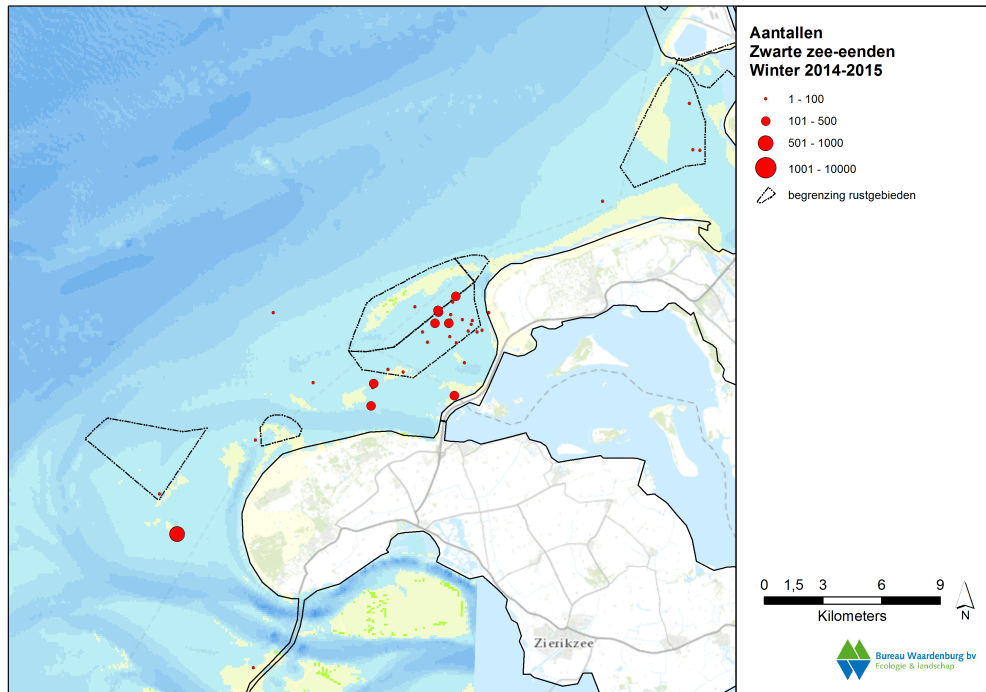 Aantallen
Zwarte zee-eenden
Winter 2014-2015
1 - 100
101 - 500
501 - 1000
1001 - 10000
begrenzing rustgebieden
0 1,5 3 6 9
Kilometers
N
Bureau Waardenburg bv
Ecologie & landschap
Zierikzee